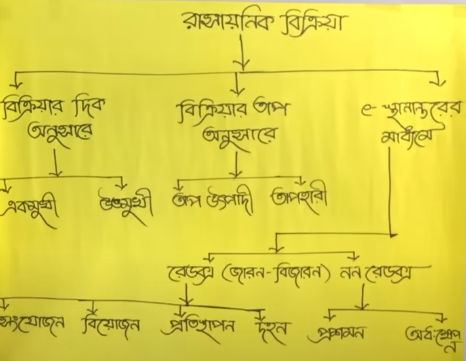 রাসায়নিক বিক্রিয়া
বিক্রিয়ার দিক
অনুসারে
বিক্রিয়ার তাপ
অনুসারে
e- স্থানান্তরের
মাধ্যমে
একমুখী
উভমুখী
তাপ উৎপাদী
তাপহারী
রেডক্স (জারন-বিজারন)
নন রেডক্স
সংযোজন
বিয়োজন
প্রতিস্থাপন
দহন
প্রশমন
অধঃক্ষেপ
ন